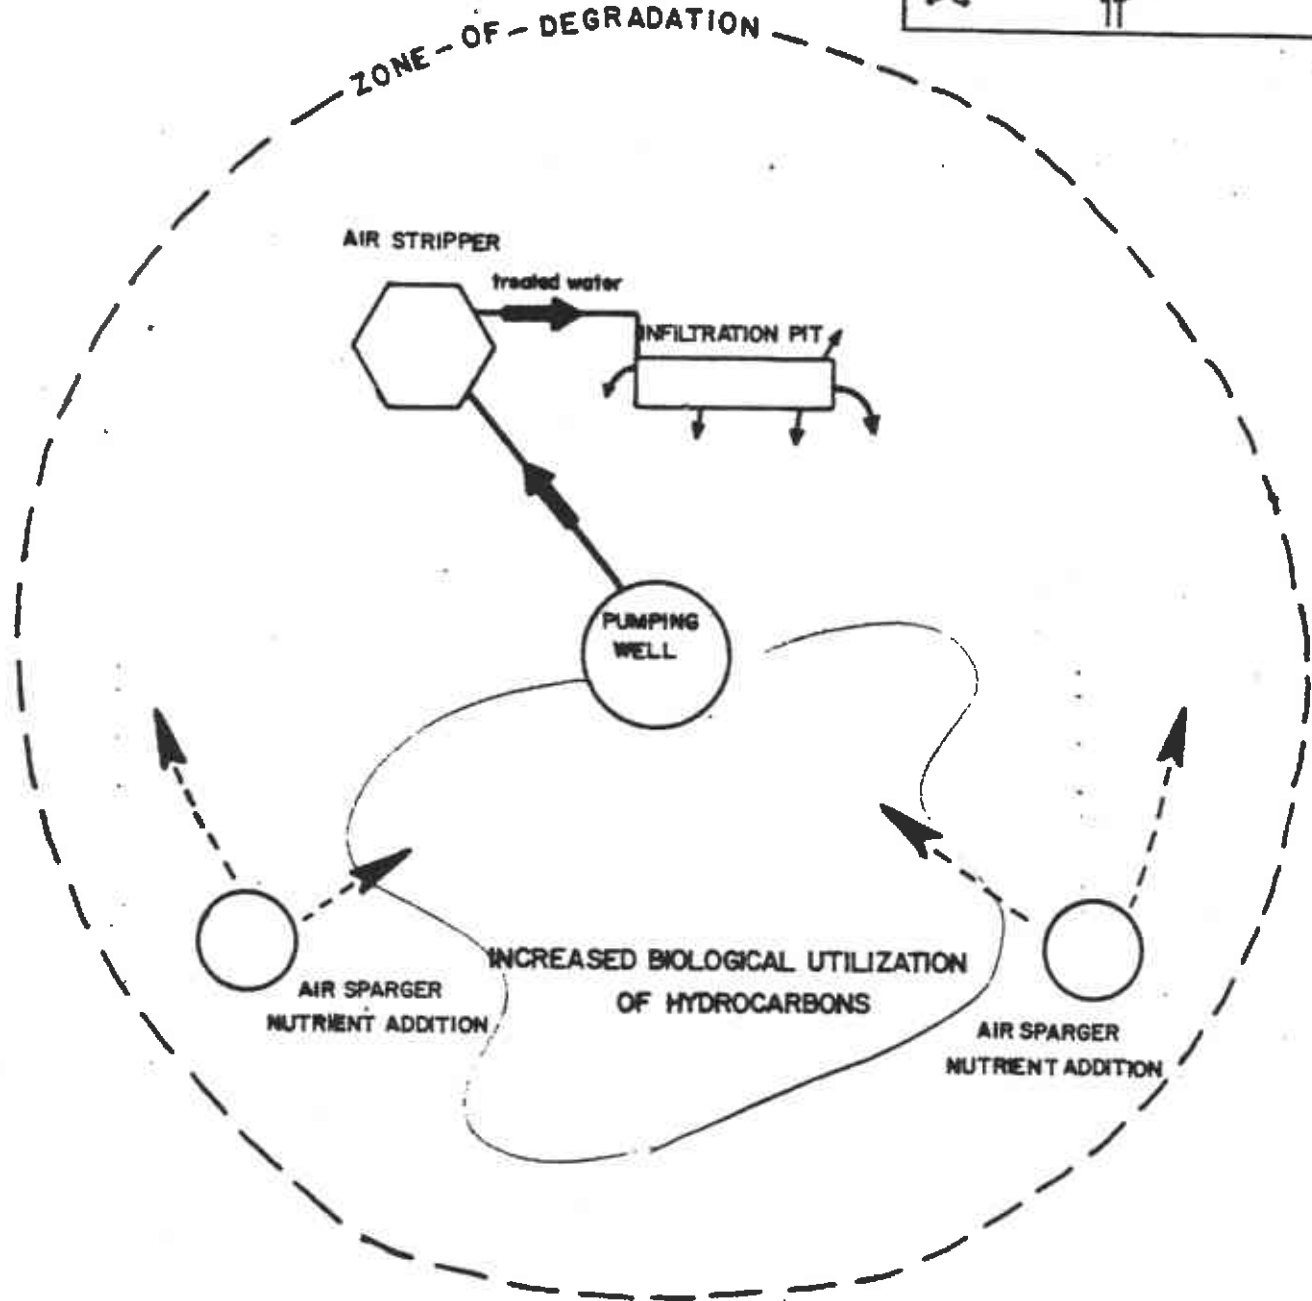 ZONE-OF-DEGRADATION
AIR STRIPPER
treated water
INFILTRATION PIT
PUMPING
WELL
INCREASED BIOLOGICAL UTILIZATION
OF HYDROCARBONS
AIR SPARGER
NUTRIENT ADDITION
AIR SPARGER
NUTRIENT ADDITION